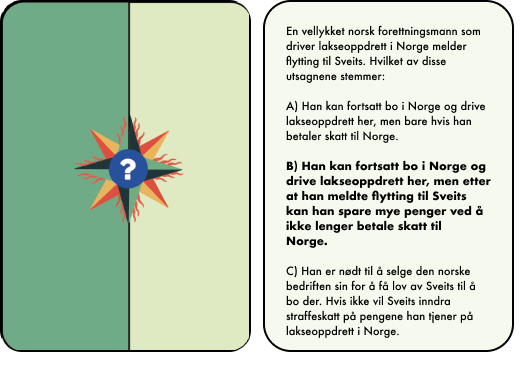 ?
En vellykket norsk forettningsmann som
driver lakseoppdrett i Norge melder
flytting til Sveits. Hvilket av disse
utsagnene stemmer:
A) Han kan fortsatt bo i Norge og drive
lakseoppdrett her, men bare hvis han
betaler skatt til Norge.
B) Han kan fortsatt bo i Norge og
drive lakseoppdrett her, men etter
at han meldte flytting til Sveits
kan han spare mye penger ved å
ikke lenger betale skatt til
Norge.
C) Han er nødt til å selge den norske
bedriften sin for å få lov av Sveits til å
bo der. Hvis ikke vil Sveits inndra
straffeskatt på pengene han tjener på
lakseoppdrett i Norge.